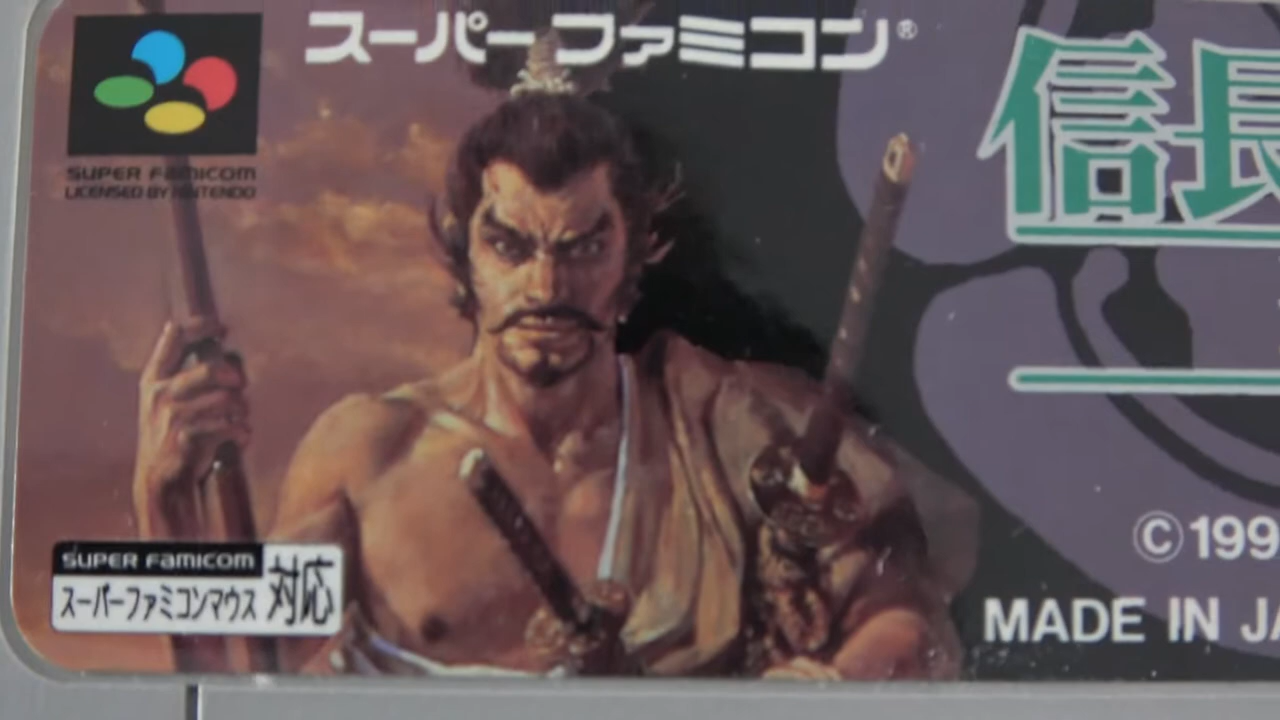 スーパーファミコン®
SUPER FAMICOM
LICENSED BY NINTENDO
信長
SUPER FAMICOM
スーパーファミコンマウス 対応
© 199
MADE IN JA